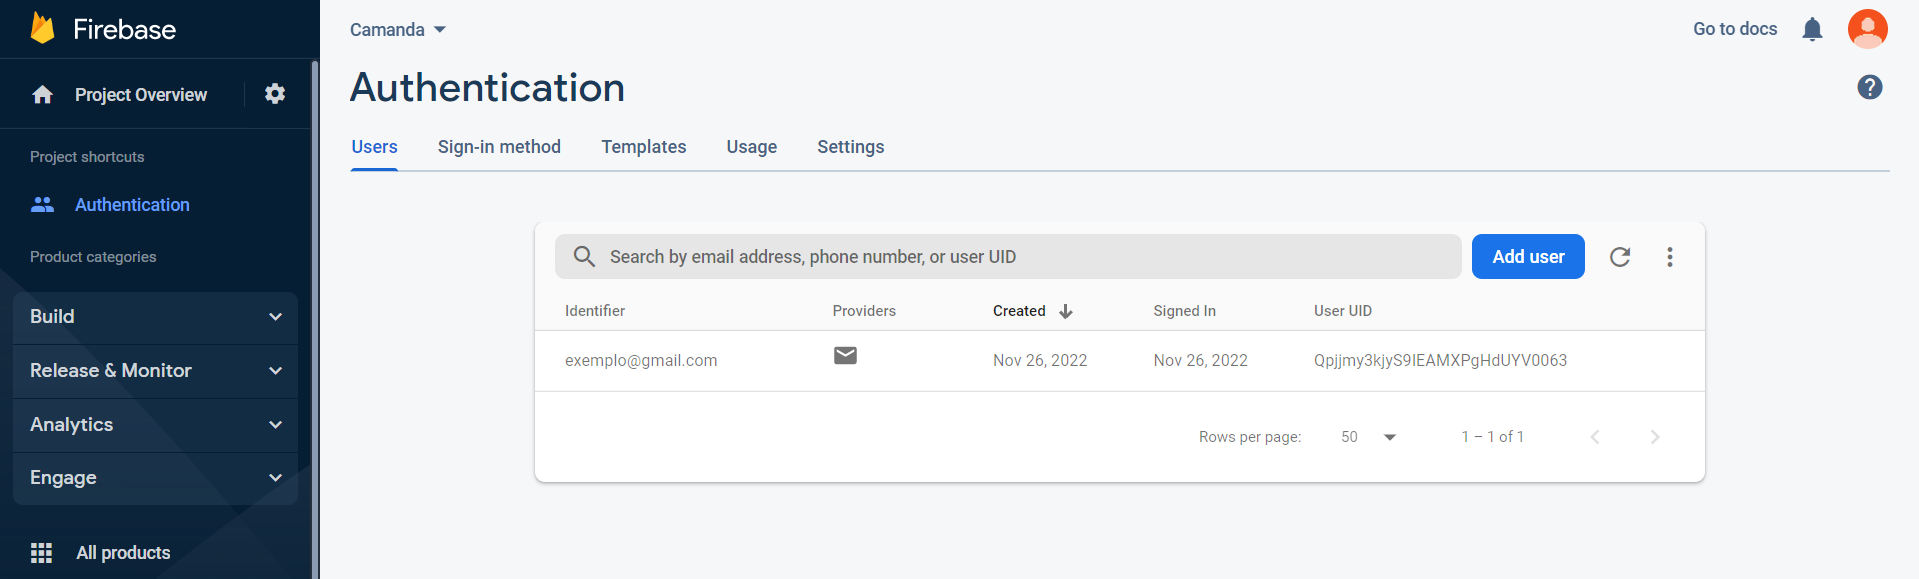 Firebase
Project Overview
Project shortcuts
Authentication
Product categories
Build
Release & Monitor
Analytics
Engage
All products
Camanda
Go to docs
Authentication
Users Sign-in method Templates Usage Settings
Search by email address, phone number, or user UID
Add user
Identifier Providers Created Signed In User UID
exemplo@gmail.com Nov 26, 2022 Nov 26, 2022 Qpjjmy3kjyS9IEAMXPgHdUYV0063
Rows per page: 50 1 – 1 of 1